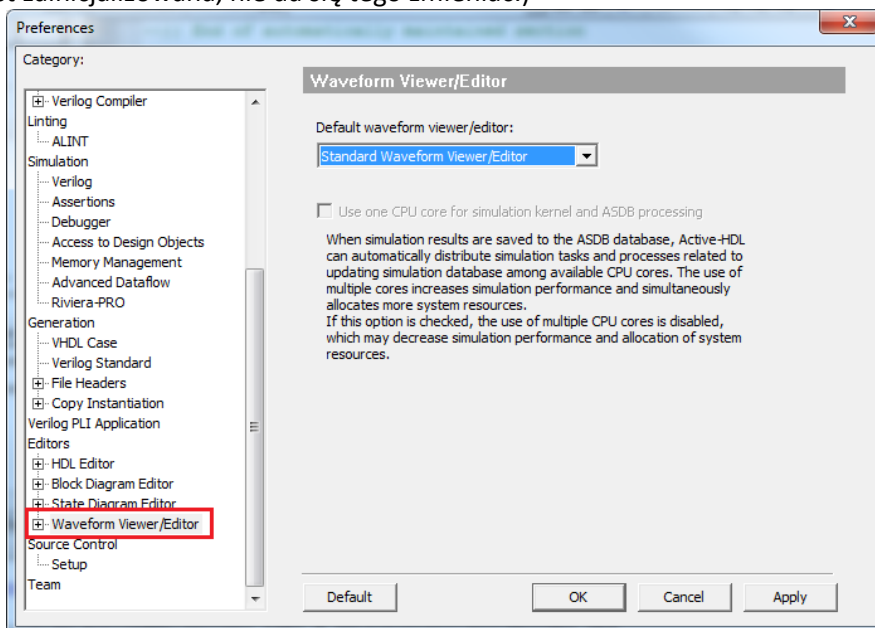 Preferences
Category:
Verilog Compiler
Linting
ALINT
Simulation
Verilog
Assertions
Debugger
Access to Design Objects
Memory Management
Advanced Dataflow
Riviera-PRO
Generation
VHDL Case
Verilog Standard
File Headers
Copy Instantiation
Verilog PLI Application
Editors
HDL Editor
Block Diagram Editor
State Diagram Editor
Waveform Viewer/Editor
Source Control
Setup
Team
Waveform Viewer/Editor
Default waveform viewer/editor:
Standard Waveform Viewer/Editor
Use one CPU core for simulation kernel and ASDB processing
When simulation results are saved to the ASDB database, Active-HDL
can automatically distribute simulation tasks and processes related to
updating simulation database among available CPU cores. The use of
multiple cores increases simulation performance and simultaneously
allocates more system resources.
If this option is checked, the use of multiple CPU cores is disabled,
which may decrease simulation performance and allocation of system
resources.
Default
OK
Cancel
Apply